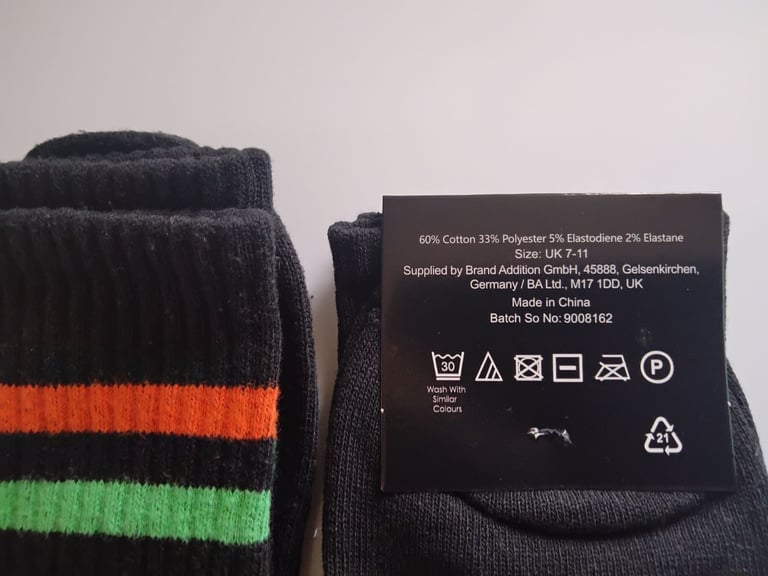 60% Cotton 33% Polyester 5% Elastodiene 2% Elastane
Size: UK 7-11
Supplied by Brand Addition GmbH, 45888, Gelsenkirchen,
Germany / BA Ltd., M17 1DD, UK
Made in China
Batch So No: 9008162
30
P
Wash With
Similar
Colours
21